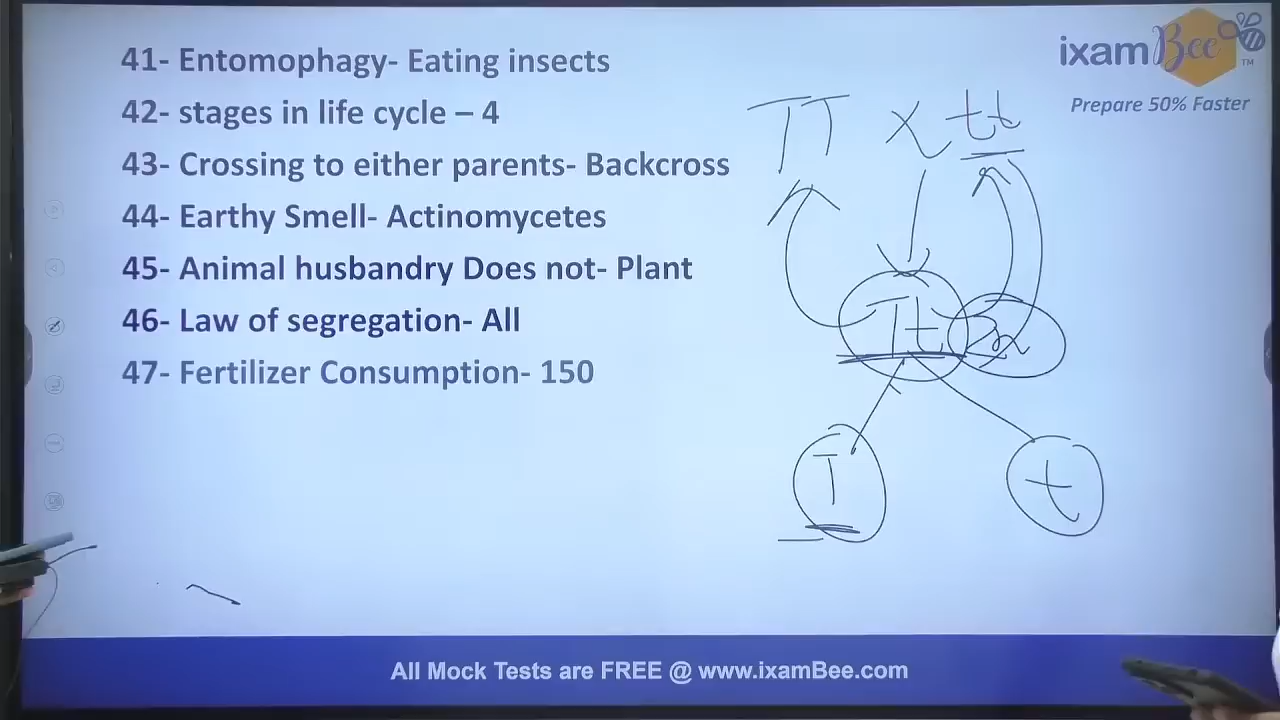 41- Entomophagy- Eating insects
42- stages in life cycle – 4
43- Crossing to either parents- Backcross
44- Earthy Smell- Actinomycetes
45- Animal husbandry Does not- Plant
46- Law of segregation- All
47- Fertilizer Consumption- 150
ixamBee™
Prepare 50% Faster
TT x tt
Tt
T t
All Mock Tests are FREE @ www.ixamBee.com